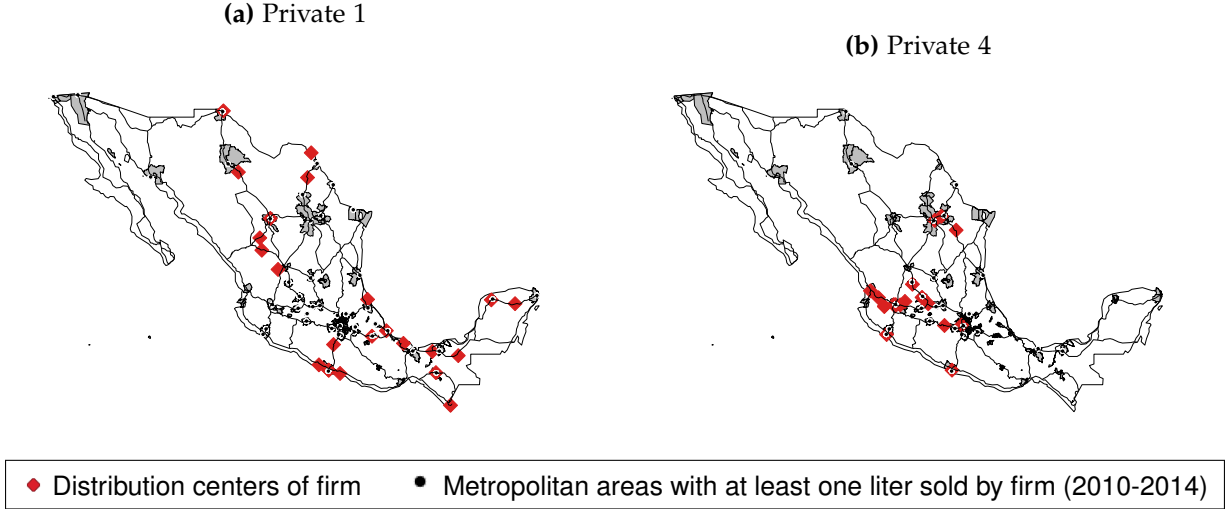 (a) Private 1
(b) Private 4
Distribution centers of firm
Metropolitan areas with at least one liter sold by firm (2010-2014)